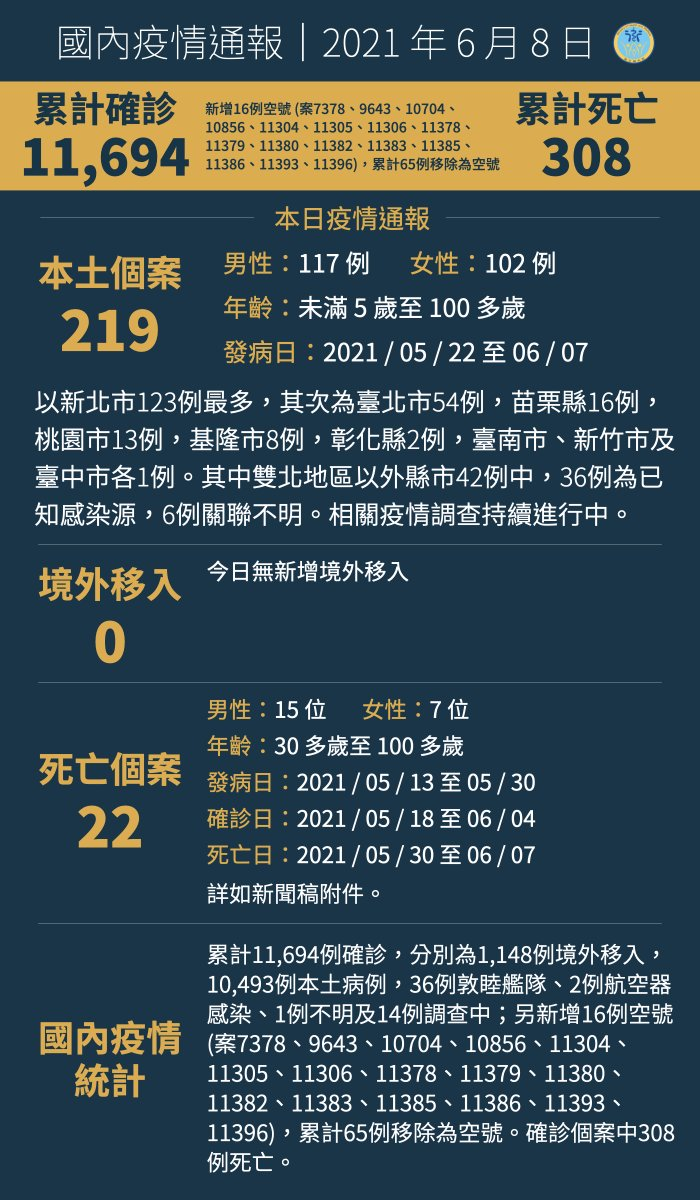 國內疫情通報｜2021 年 6 月 8 日
累計確診
11,694
新增16例空號 (案7378、9643、10704、
10856、11304、11305、11306、11378、
11379、11380、11382、11383、11385、
11386、11393、11396)，累計65例移除為空號
累計死亡
308
本日疫情通報
本土個案
219
男性：117 例 女性：102 例
年齡：未滿 5 歲至 100 多歲
發病日：2021 / 05 / 22 至 06 / 07
以新北市123例最多，其次為臺北市54例，苗栗縣16例，
桃園市13例，基隆市8例，彰化縣2例，臺南市、新竹市及
臺中市各1例。其中雙北地區以外縣市42例中，36例為已
知感染源，6例關聯不明。相關疫情調查持續進行中。
境外移入
0
今日無新增境外移入
死亡個案
22
男性：15 位 女性：7 位
年齡：30 多歲至 100 多歲
發病日：2021 / 05 / 13 至 05 / 30
確診日：2021 / 05 / 18 至 06 / 04
死亡日：2021 / 05 / 30 至 06 / 07
詳如新聞稿附件。
國內疫情
統計
累計11,694例確診，分別為1,148例境外移入，
10,493例本土病例，36例敦睦艦隊、2例航空器
感染、1例不明及14例調查中；另新增16例空號
(案7378、9643、10704、10856、11304、
11305、11306、11378、11379、11380、
11382、11383、11385、11386、11393、
11396)，累計65例移除為空號。確診個案中308
例死亡。